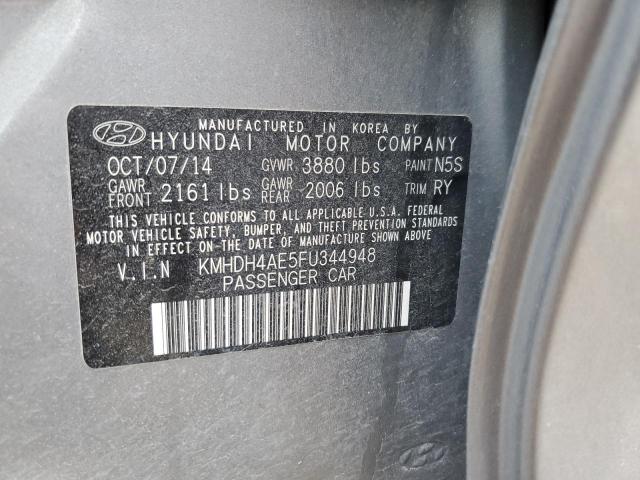 MANUFACTURED IN KOREA BY
HYUNDAI MOTOR COMPANY
OCT/07/14 GVWR 3880 lbs PAINT N5S
GAWR FRONT 2161 lbs GAWR REAR 2006 lbs TRIM RY
THIS VEHICLE CONFORMS TO ALL APPLICABLE U.S.A. FEDERAL
MOTOR VEHICLE SAFETY, BUMPER, AND THEFT PREVENTION STANDARDS
IN EFFECT ON THE DATE OF MANUFACTURE SHOWN ABOVE
V.I.N KMHDH4AE5FU344948
PASSENGER CAR